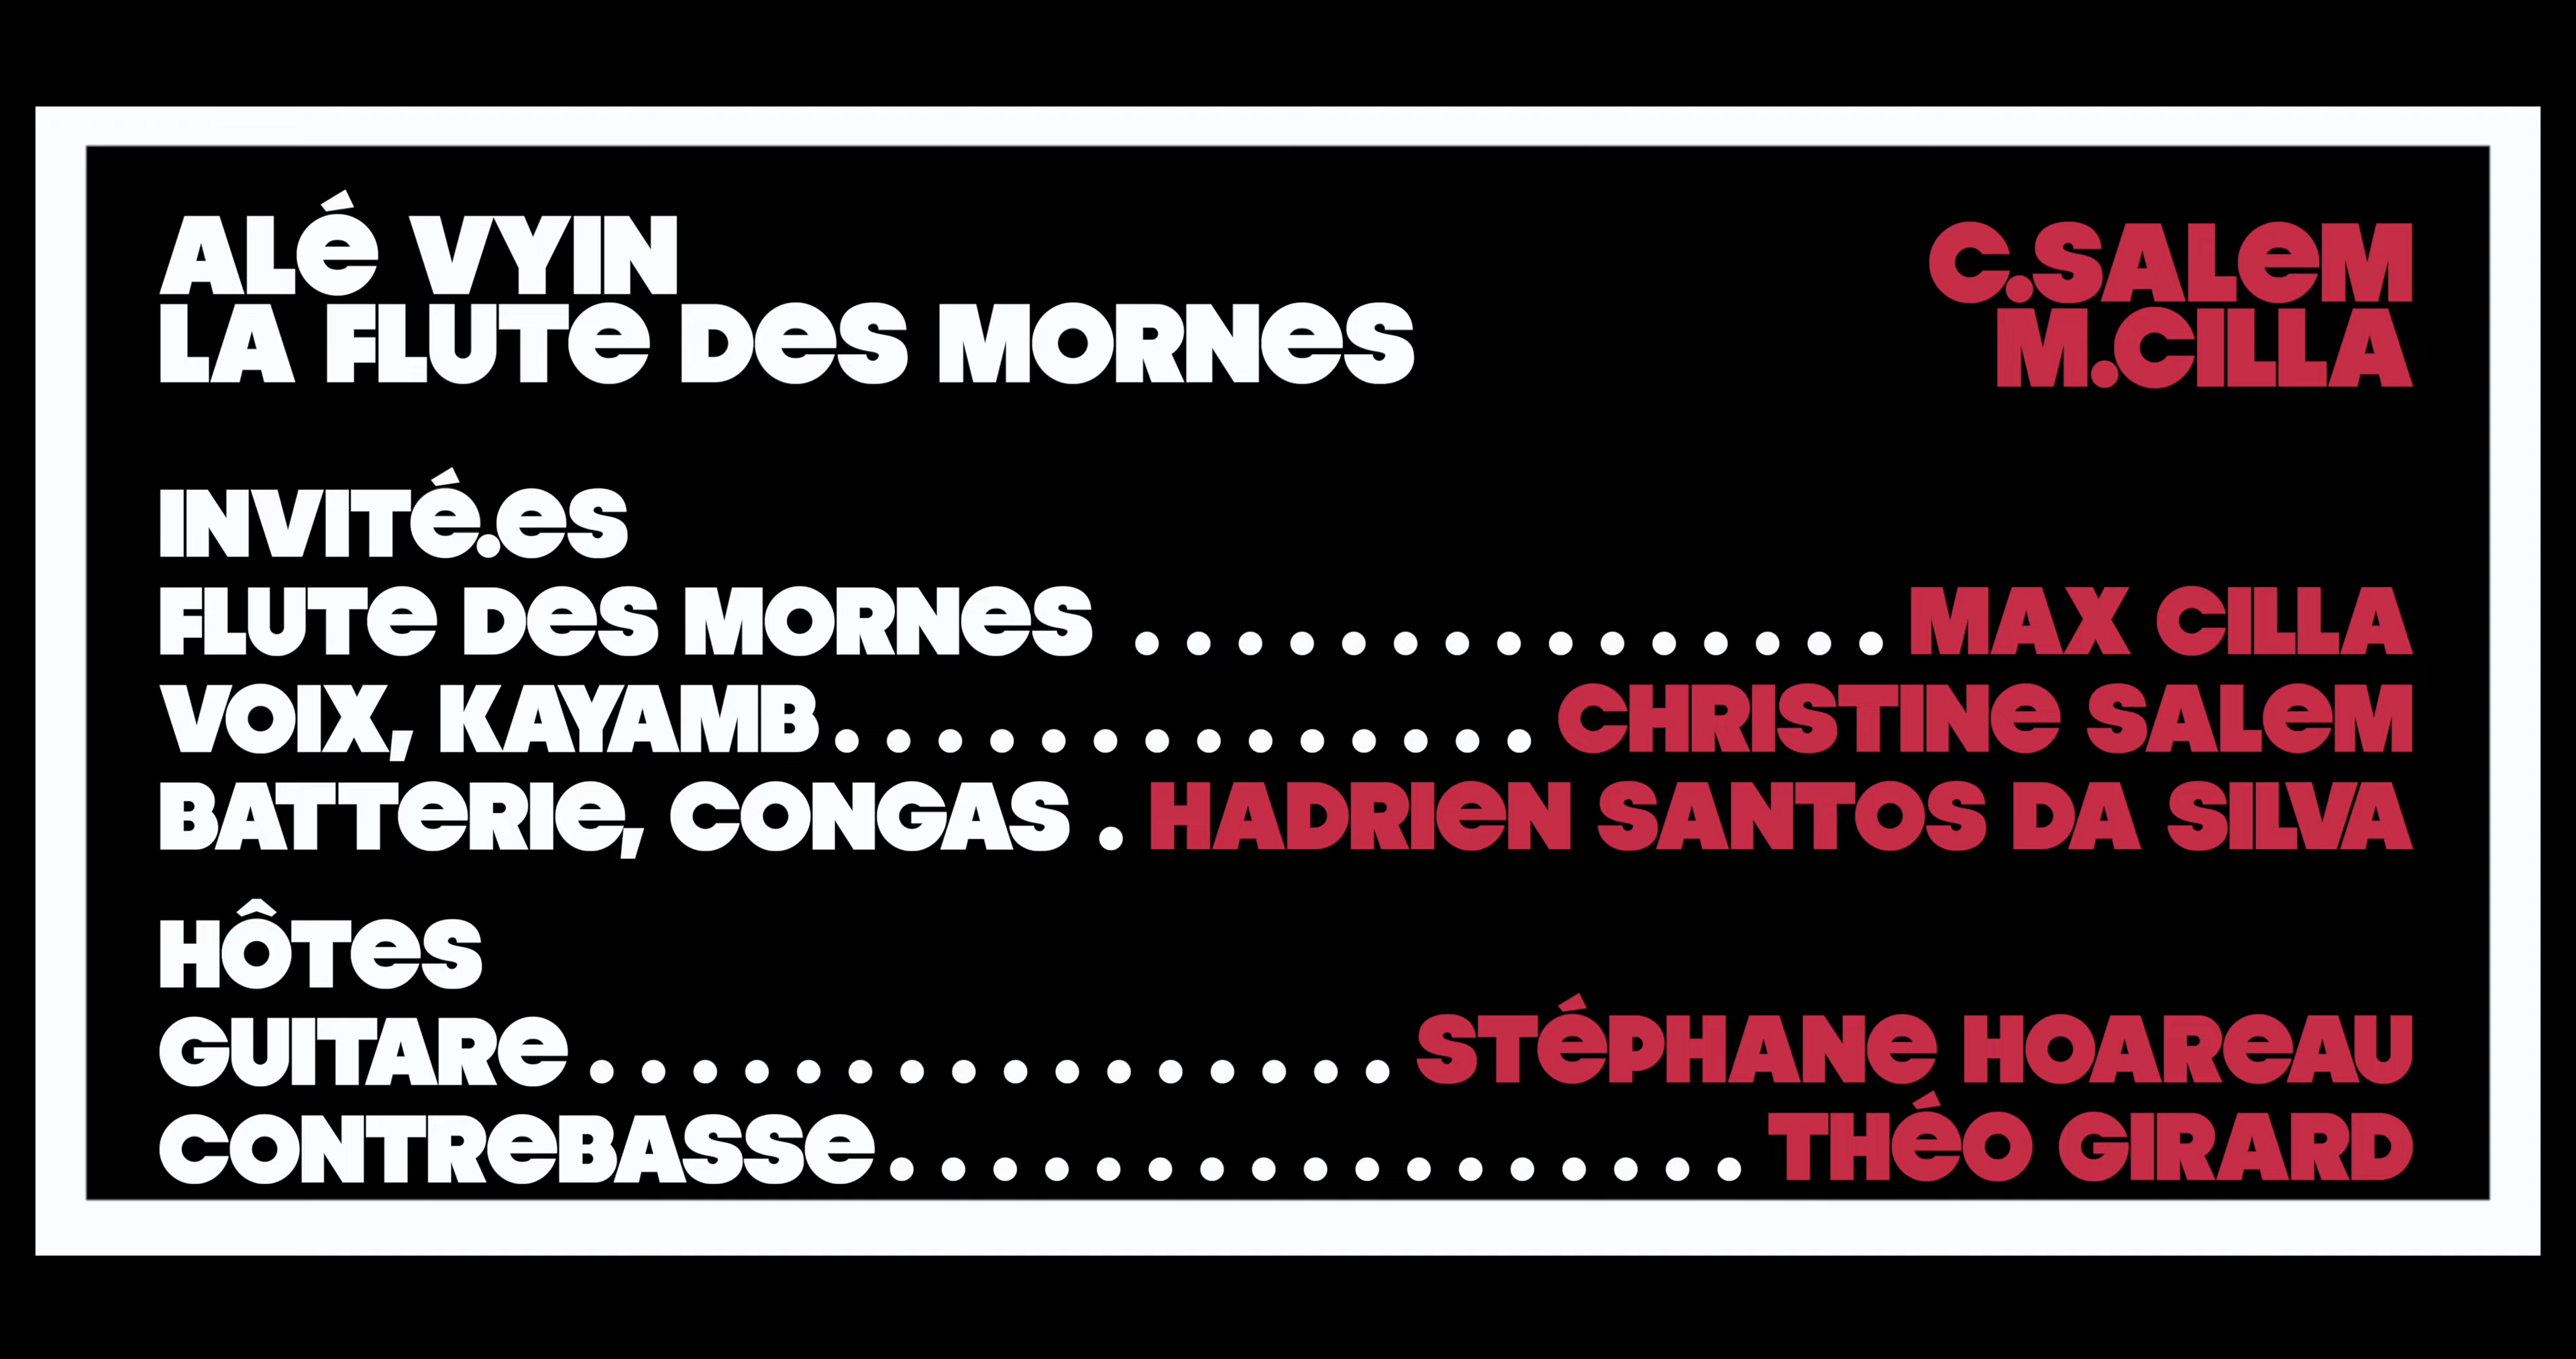 ALé VYIN C.SALeM
LA FLUTe Des MORNes M.CILLA
INVITé.es
FLUTe Des MORNes . . . . . . . . . . . . . . . MAX CILLA
VOIX, KAYAMB. . . . . . . . . . . . . . CHRISTINe SALeM
BATTeRIe, CONGAS . HADRIeN SANTOS DA SILVA
HÔTes
GUITARe. . . . . . . . . . . . . . . . STéPHANe HOAReAU
CONTReBASSe. . . . . . . . . . . . . . . . . THéO GIRARD